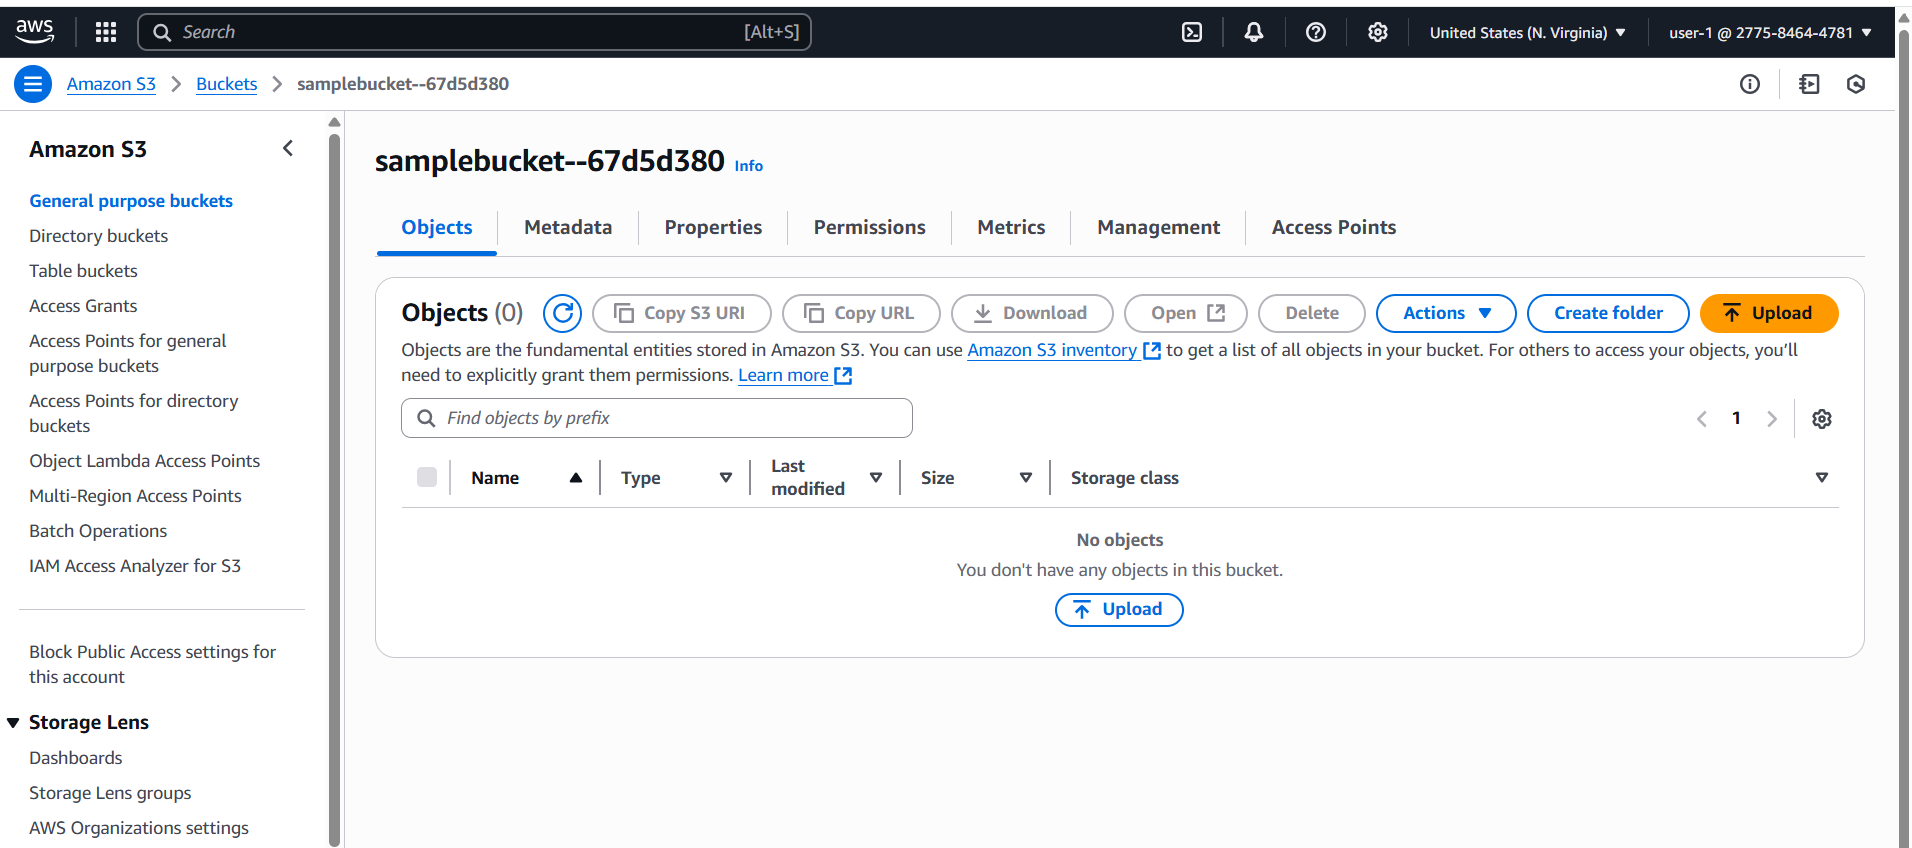 aws
Search
[Alt+S]
United States (N. Virginia)
user-1 @ 2775-8464-4781
Amazon S3
Buckets
samplebucket--67d5d380
Amazon S3
General purpose buckets
Directory buckets
Table buckets
Access Grants
Access Points for general
purpose buckets
Access Points for directory
buckets
Object Lambda Access Points
Multi-Region Access Points
Batch Operations
IAM Access Analyzer for S3
Block Public Access settings for
this account
Storage Lens
Dashboards
Storage Lens groups
AWS Organizations settings
samplebucket--67d5d380 Info
Objects
Metadata
Properties
Permissions
Metrics
Management
Access Points
Objects (0)
Copy S3 URI
Copy URL
Download
Open
Delete
Actions
Create folder
Upload
Objects are the fundamental entities stored in Amazon S3. You can use Amazon S3 inventory to get a list of all objects in your bucket. For others to access your objects, you’ll
need to explicitly grant them permissions. Learn more
Find objects by prefix
1
Name
Type
Last
modified
Size
Storage class
No objects
You don't have any objects in this bucket.
Upload